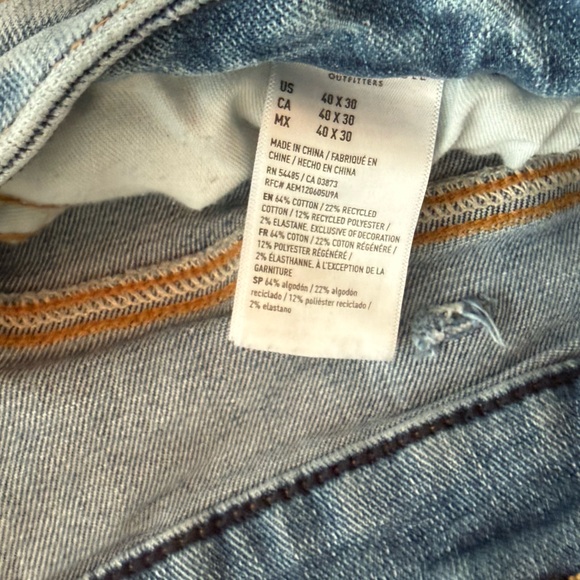 OUTFITTERS
US 40 X 30
CA 40 X 30
MX 40 X 30
MADE IN CHINA / FABRIQUÉ EN
CHINE / HECHO EN CHINA
RN 54485 / CA 03873
RFC# AEM120605U9A
EN 64% COTTON / 22% RECYCLED
COTTON / 12% RECYCLED POLYESTER /
2% ELASTANE. EXCLUSIVE OF DECORATION
FR 64% COTON / 22% COTON RÉGÉNÉRÉ /
12% POLYESTER RÉGÉNÉRÉ /
2% ÉLASTHANNE. À L'EXCEPTION DE LA
GARNITURE
SP 64% algodón / 22% algodón
reciclado / 12% poliéster reciclado /
2% elastano